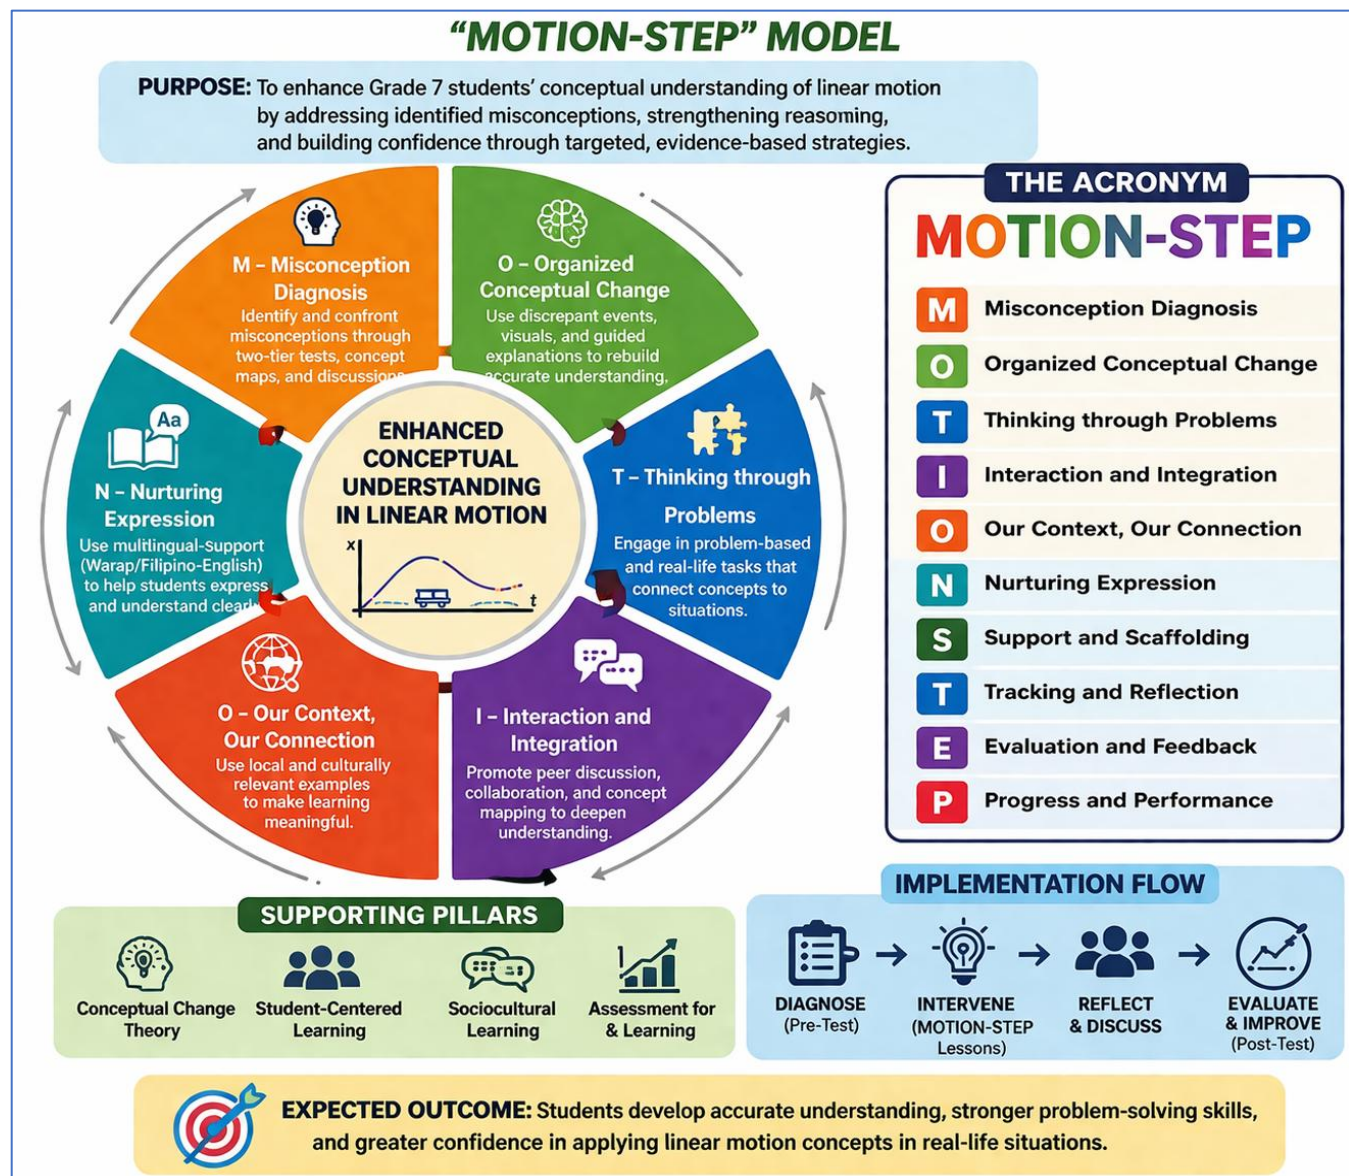 “MOTION-STEP” MODEL
PURPOSE: To enhance Grade 7 students’ conceptual understanding of linear motion
by addressing identified misconceptions, strengthening reasoning,
and building confidence through targeted, evidence-based strategies.
M – Misconception
Diagnosis
Identify and confront
misconceptions through
two-tier tests, concept
maps, and discussions
O – Organized
Conceptual Change
Use discrepant events,
visuals, and guided
explanations to rebuild
accurate understanding.
T – Thinking through
Problems
Engage in problem-based
and real-life tasks that
connect concepts to
situations.
I – Interaction and
Integration
Promote peer discussion,
collaboration, and concept
mapping to deepen
understanding.
O – Our Context,
Our Connection
Use local and culturally
relevant examples
to make learning
meaningful.
Aa
N – Nurturing
Expression
Use multilingual-Support
(Warap/Filipino-English)
to help students express
and understand clearly
ENHANCED
CONCEPTUAL
UNDERSTANDING
IN LINEAR MOTION
x
t
THE ACRONYM
MOTION-STEP
M Misconception Diagnosis
O Organized Conceptual Change
T Thinking through Problems
I Interaction and Integration
O Our Context, Our Connection
N Nurturing Expression
S Support and Scaffolding
T Tracking and Reflection
E Evaluation and Feedback
P Progress and Performance
SUPPORTING PILLARS
Conceptual Change
Theory
Student-Centered
Learning
Sociocultural
Learning
Assessment for
& Learning
IMPLEMENTATION FLOW
DIAGNOSE
(Pre-Test)
INTERVENE
(MOTION-STEP
Lessons)
REFLECT
& DISCUSS
EVALUATE
& IMPROVE
(Post-Test)
EXPECTED OUTCOME: Students develop accurate understanding, stronger problem-solving skills,
and greater confidence in applying linear motion concepts in real-life situations.